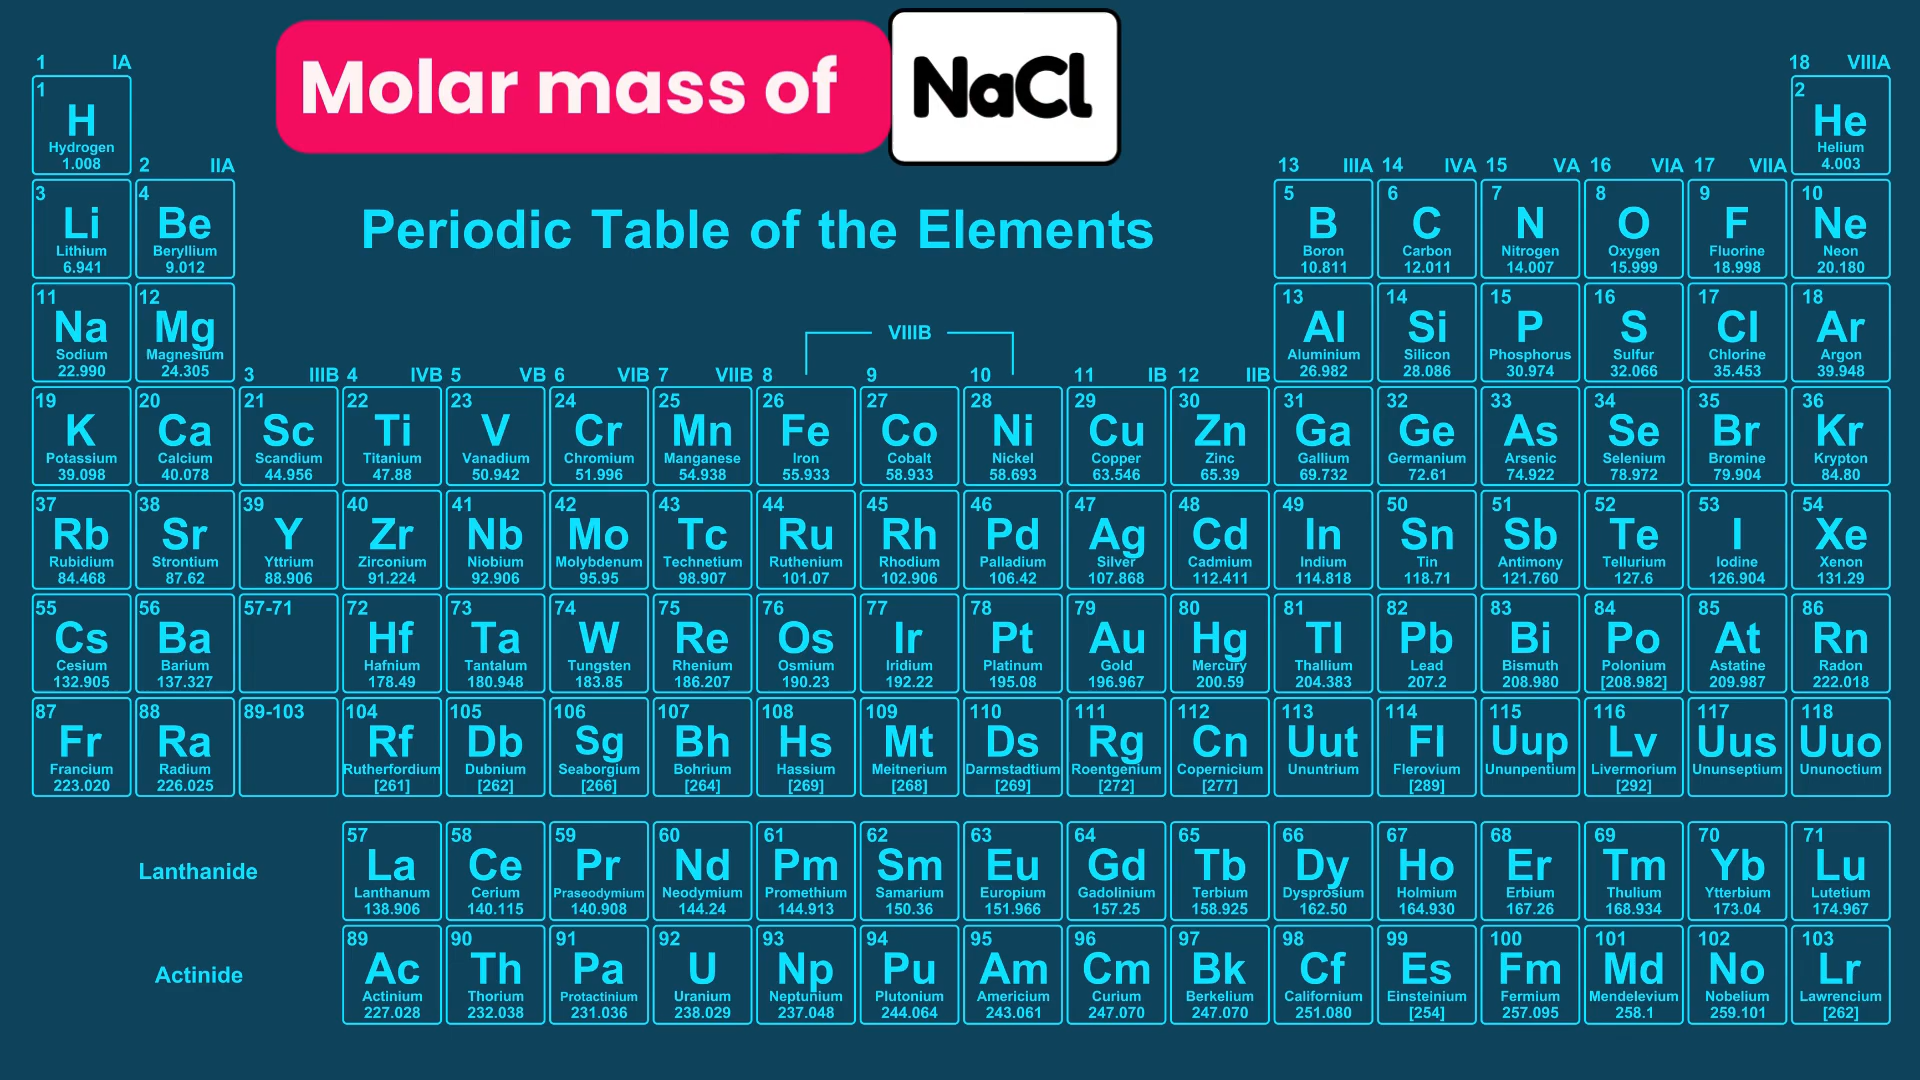 Molar mass of NaCl
1 IA 18 VIIIA
1 H Hydrogen 1.008
2 He Helium 4.003
2 IIA 13 IIIA 14 IVA 15 VA 16 VIA 17 VIIA
3 Li Lithium 6.941
4 Be Beryllium 9.012
Periodic Table of the Elements
5 B Boron 10.811
6 C Carbon 12.011
7 N Nitrogen 14.007
8 O Oxygen 15.999
9 F Fluorine 18.998
10 Ne Neon 20.180
11 Na Sodium 22.990
12 Mg Magnesium 24.305
13 Al Aluminium 26.982
14 Si Silicon 28.086
15 P Phosphorus 30.974
16 S Sulfur 32.066
17 Cl Chlorine 35.453
18 Ar Argon 39.948
VIIIB
3 IIIB 4 IVB 5 VB 6 VIB 7 VIIB 8 9 10 11 IB 12 IIB
19 K Potassium 39.098
20 Ca Calcium 40.078
21 Sc Scandium 44.956
22 Ti Titanium 47.88
23 V Vanadium 50.942
24 Cr Chromium 51.996
25 Mn Manganese 54.938
26 Fe Iron 55.933
27 Co Cobalt 58.933
28 Ni Nickel 58.693
29 Cu Copper 63.546
30 Zn Zinc 65.39
31 Ga Gallium 69.732
32 Ge Germanium 72.61
33 As Arsenic 74.922
34 Se Selenium 78.972
35 Br Bromine 79.904
36 Kr Krypton 84.80
37 Rb Rubidium 84.468
38 Sr Strontium 87.62
39 Y Yttrium 88.906
40 Zr Zirconium 91.224
41 Nb Niobium 92.906
42 Mo Molybdenum 95.95
43 Tc Technetium 98.907
44 Ru Ruthenium 101.07
45 Rh Rhodium 102.906
46 Pd Palladium 106.42
47 Ag Silver 107.868
48 Cd Cadmium 112.411
49 In Indium 114.818
50 Sn Tin 118.71
51 Sb Antimony 121.760
52 Te Tellurium 127.6
53 I Iodine 126.904
54 Xe Xenon 131.29
55 Cs Cesium 132.905
56 Ba Barium 137.327
57-71
72 Hf Hafnium 178.49
73 Ta Tantalum 180.948
74 W Tungsten 183.85
75 Re Rhenium 186.207
76 Os Osmium 190.23
77 Ir Iridium 192.22
78 Pt Platinum 195.08
79 Au Gold 196.967
80 Hg Mercury 200.59
81 Tl Thallium 204.383
82 Pb Lead 207.2
83 Bi Bismuth 208.980
84 Po Polonium [208.982]
85 At Astatine 209.987
86 Rn Radon 222.018
87 Fr Francium 223.020
88 Ra Radium 226.025
89-103
104 Rf Rutherfordium [261]
105 Db Dubnium [262]
106 Sg Seaborgium [266]
107 Bh Bohrium [264]
108 Hs Hassium [269]
109 Mt Meitnerium [268]
110 Ds Darmstadtium [269]
111 Rg Roentgenium [272]
112 Cn Copernicium [277]
113 Uut Ununtrium
114 Fl Flerovium [289]
115 Uup Ununpentium
116 Lv Livermorium [292]
117 Uus Ununseptium
118 Uuo Ununoctium
Lanthanide
57 La Lanthanum 138.906
58 Ce Cerium 140.115
59 Pr Praseodymium 140.908
60 Nd Neodymium 144.24
61 Pm Promethium 144.913
62 Sm Samarium 150.36
63 Eu Europium 151.966
64 Gd Gadolinium 157.25
65 Tb Terbium 158.925
66 Dy Dysprosium 162.50
67 Ho Holmium 164.930
68 Er Erbium 167.26
69 Tm Thulium 168.934
70 Yb Ytterbium 173.04
71 Lu Lutetium 174.967
Actinide
89 Ac Actinium 227.028
90 Th Thorium 232.038
91 Pa Protactinium 231.036
92 U Uranium 238.029
93 Np Neptunium 237.048
94 Pu Plutonium 244.064
95 Am Americium 243.061
96 Cm Curium 247.070
97 Bk Berkelium 247.070
98 Cf Californium 251.080
99 Es Einsteinium [254]
100 Fm Fermium 257.095
101 Md Mendelevium 258.1
102 No Nobelium 259.101
103 Lr Lawrencium [262]